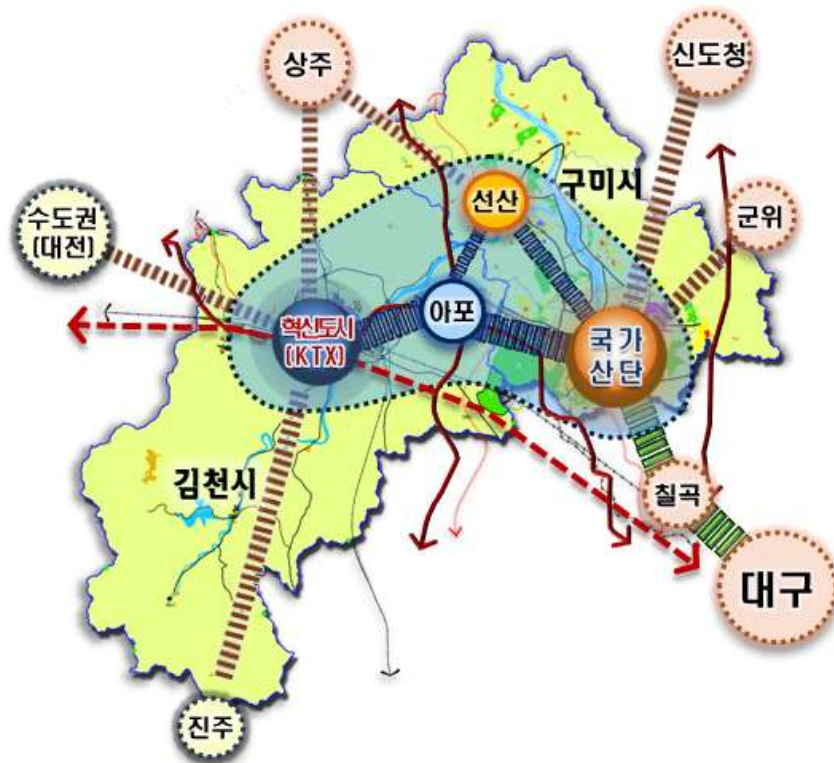 상주
신도청
선산
구미시
수도권
(대전)
군위
아포
혁신도시
(KTX)
국가
산단
김천시
칠곡
대구
진주